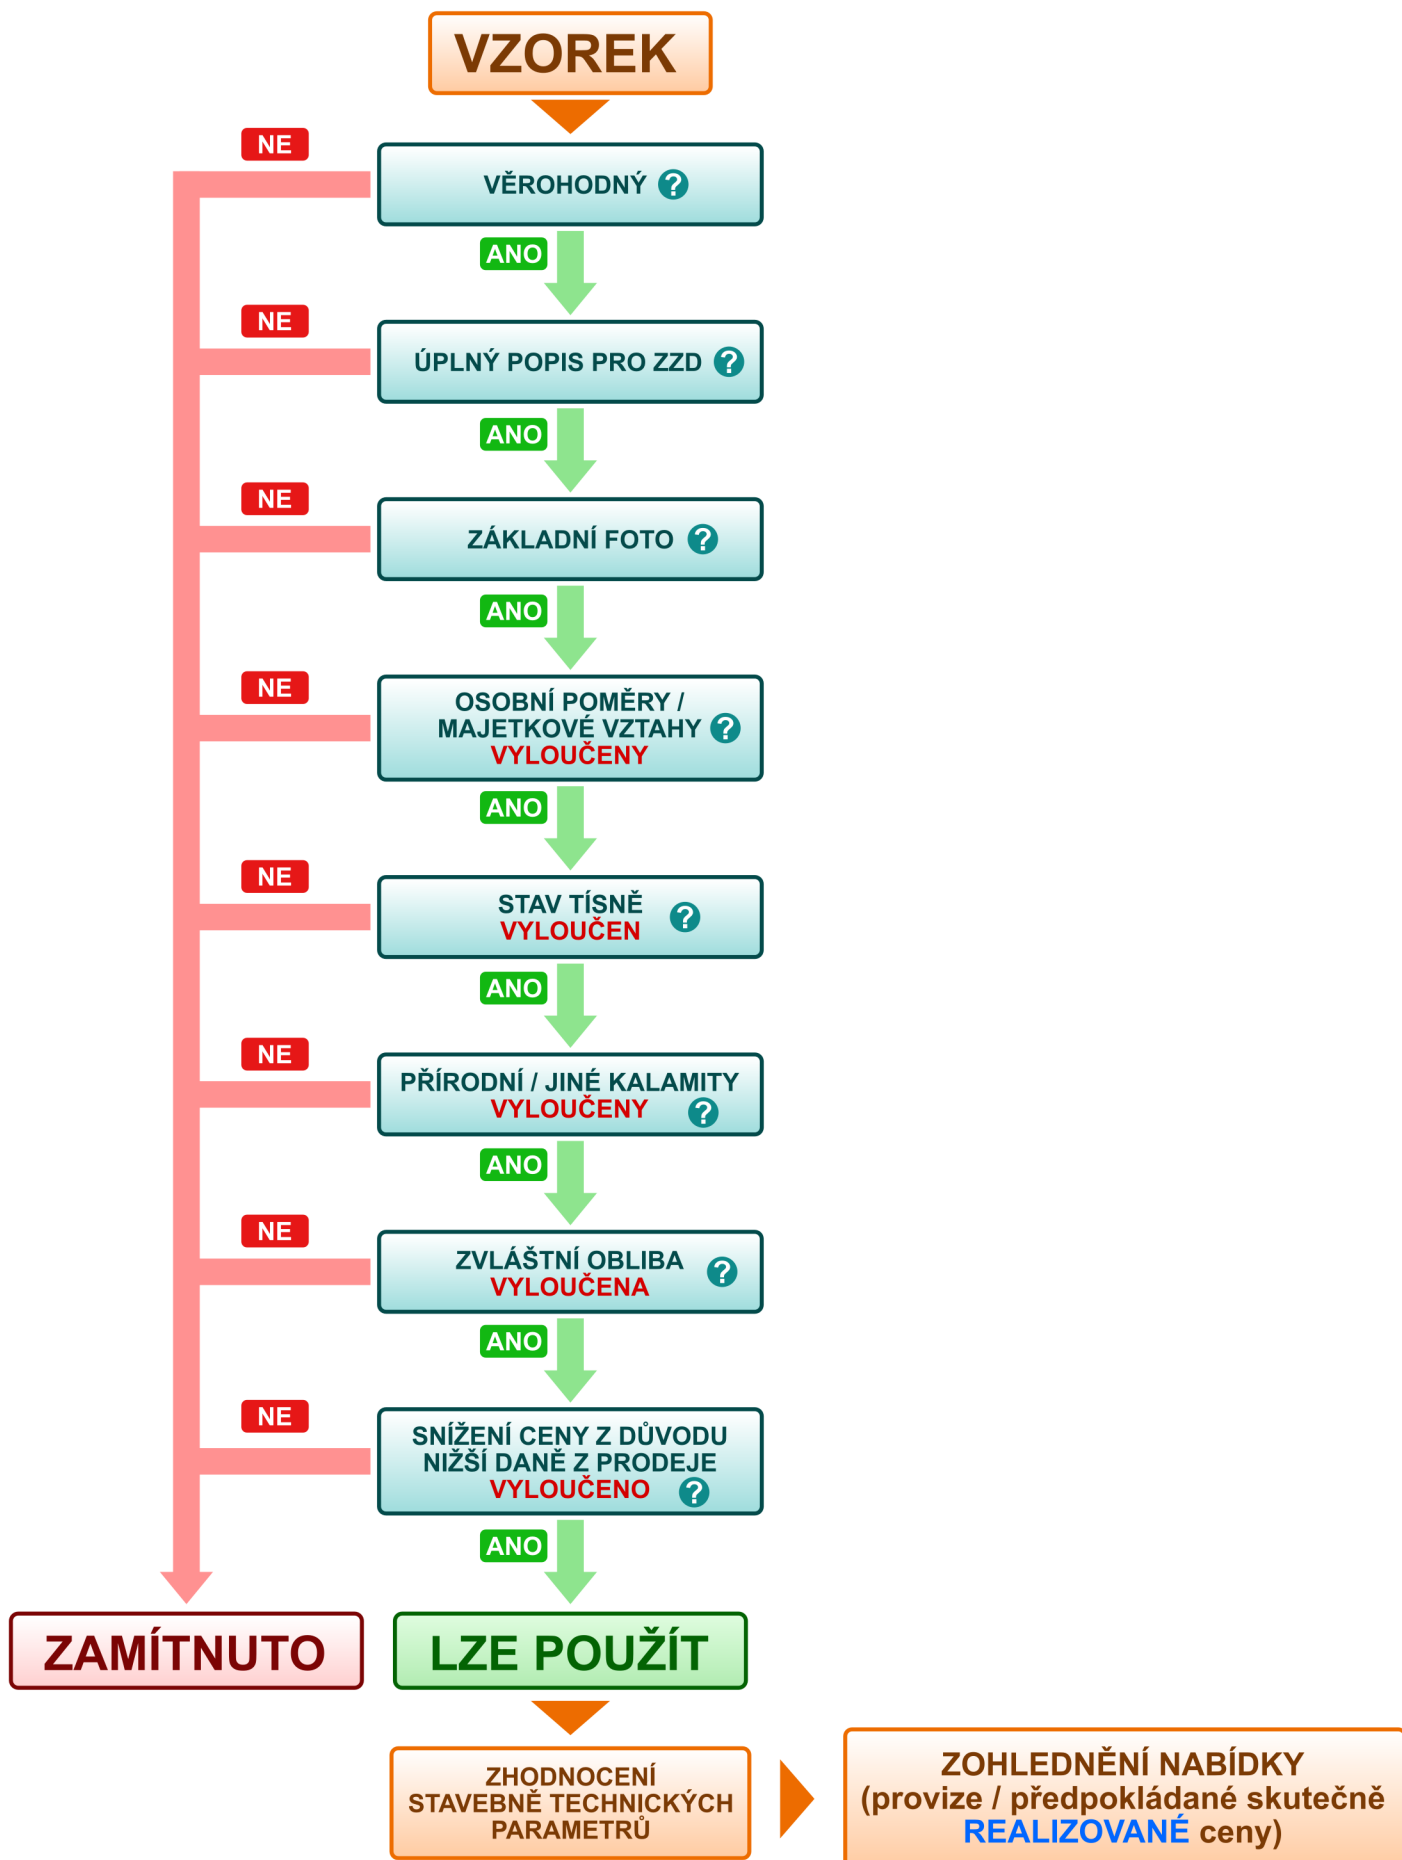 VZOREK
NE
VĚROHODNÝ ?
ANO
NE
ÚPLNÝ POPIS PRO ZZD ?
ANO
NE
ZÁKLADNÍ FOTO ?
ANO
NE
OSOBNÍ POMĚRY /
MAJETKOVÉ VZTAHY ?
VYLOUČENY
ANO
NE
STAV TÍSNĚ
VYLOUČEN ?
ANO
NE
PŘÍRODNÍ / JINÉ KALAMITY
VYLOUČENY ?
ANO
NE
ZVLÁŠTNÍ OBLIBA
VYLOUČENA ?
ANO
NE
SNÍŽENÍ CENY Z DŮVODU
NIŽŠÍ DANĚ Z PRODEJE
VYLOUČENO ?
ANO
ZAMÍTNUTO
LZE POUŽÍT
ZHODNOCENÍ
STAVEBNĚ TECHNICKÝCH
PARAMETRŮ
ZOHLEDNĚNÍ NABÍDKY
(provize / předpokládané skutečně
REALIZOVANÉ ceny)